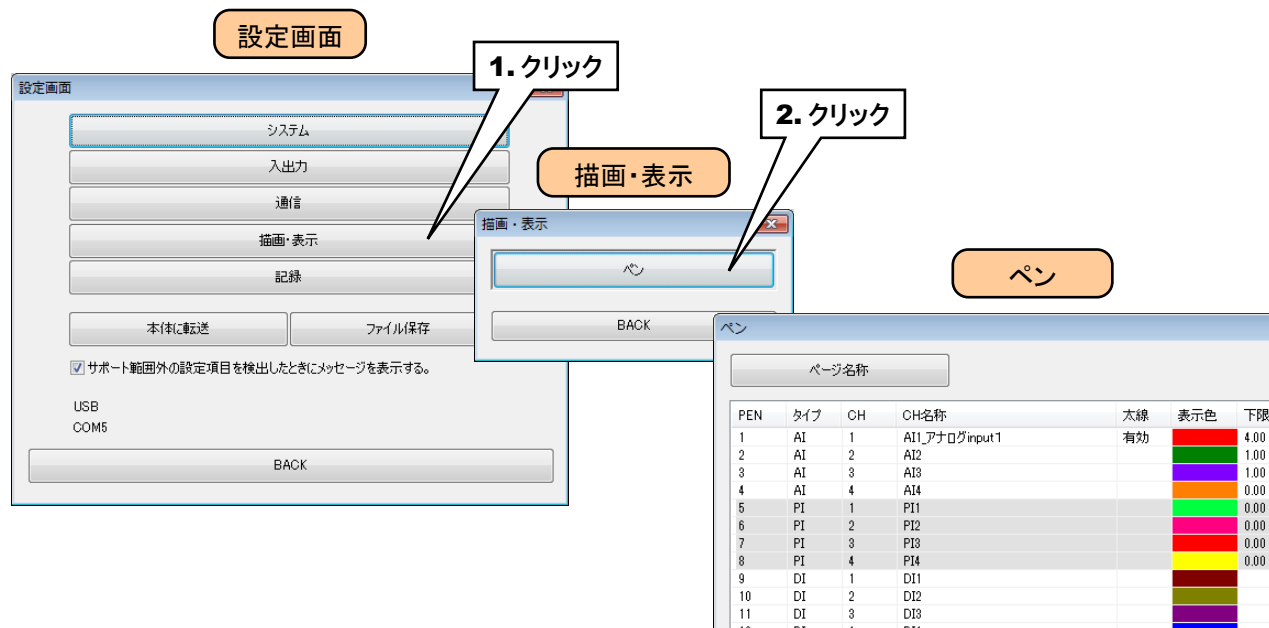 設定画面
1. クリック
設定画面
2. クリック
システム
入出力
描画・表示
通信
描画・表示
描画・表示
ペン
記録
ペン
本体に転送 ファイル保存
BACK
ペン
サポート範囲外の設定項目を検出したときにメッセージを表示する。
ページ名称
USB
COM5
BACK
PEN タイプ CH CH名称 太線 表示色 下限
1 AI 1 AI1_アナログinput1 有効 4.00
2 AI 2 AI2 1.00
3 AI 3 AI3 1.00
4 AI 4 AI4 0.00
5 PI 1 PI1 0.00
6 PI 2 PI2 0.00
7 PI 3 PI3 0.00
8 PI 4 PI4 0.00
9 DI 1 DI1
10 DI 2 DI2
11 DI 3 DI3